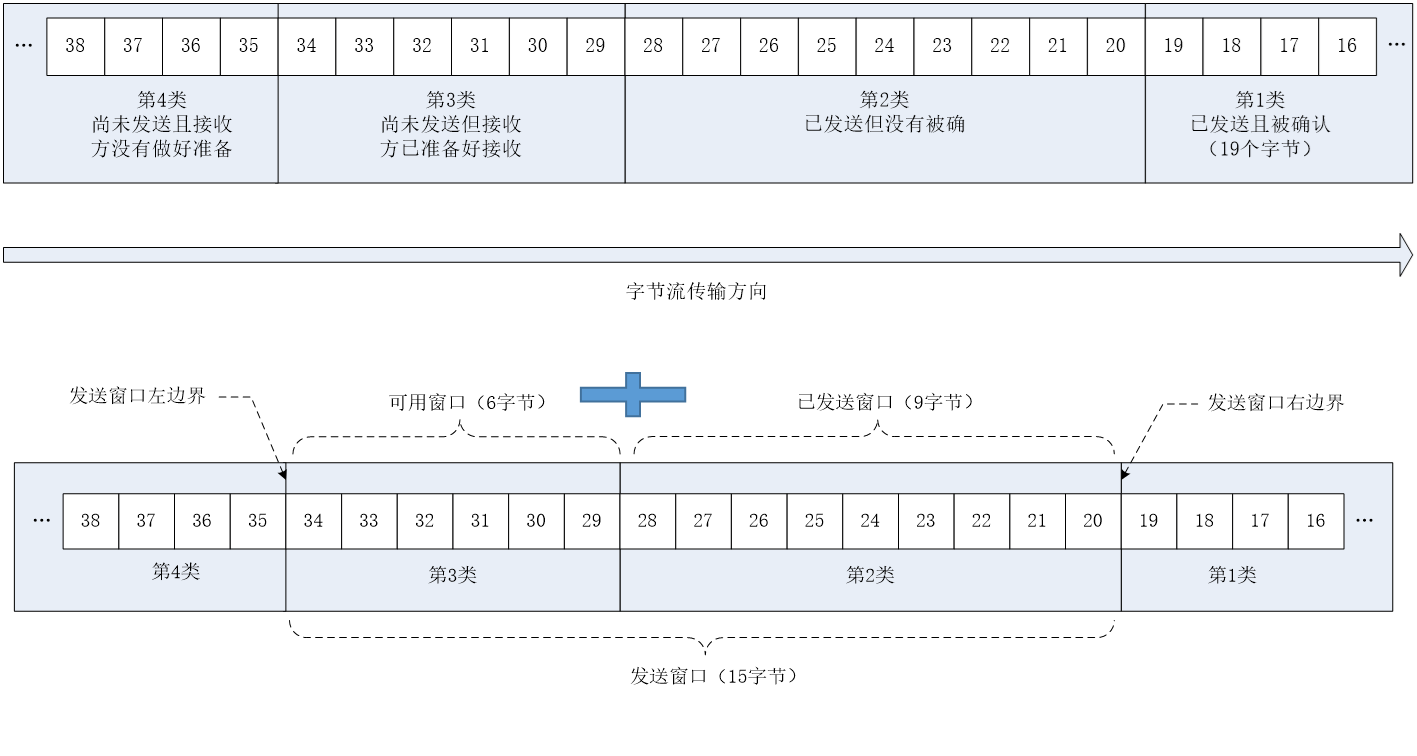 … 38 37 36 35 34 33 32 31 30 29 28 27 26 25 24 23 22 21 20 19 18 17 16 …
第4类
尚未发送且接收
方没有做好准备
第3类
尚未发送但接收
方已准备好接收
第2类
已发送但没有被确
第1类
已发送且被确认
（19个字节）
字节流传输方向
发送窗口左边界
可用窗口（6字节）
已发送窗口（9字节）
发送窗口右边界
… 38 37 36 35 34 33 32 31 30 29 28 27 26 25 24 23 22 21 20 19 18 17 16 …
第4类
第3类
第2类
第1类
发送窗口（15字节）